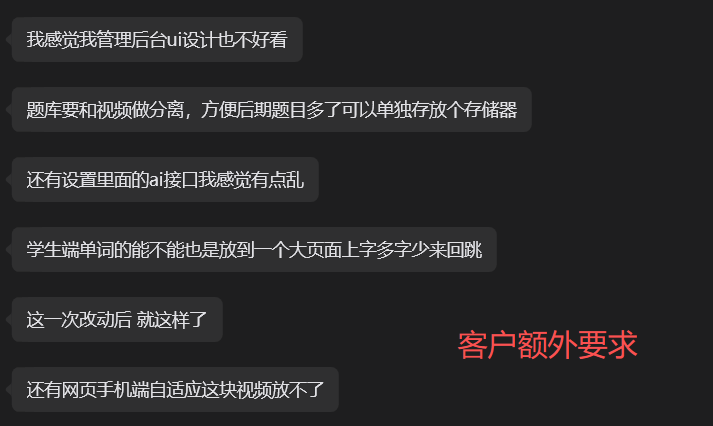 我感觉我管理后台ui设计也不好看
题库要和视频做分离，方便后期题目多了可以单独存放个存储器
还有设置里面的ai接口我感觉有点乱
学生端单词的能不能也是放到一个大页面上字多字少来回跳
这一次改动后 就这样了
客户额外要求
还有网页手机端自适应这块视频放不了